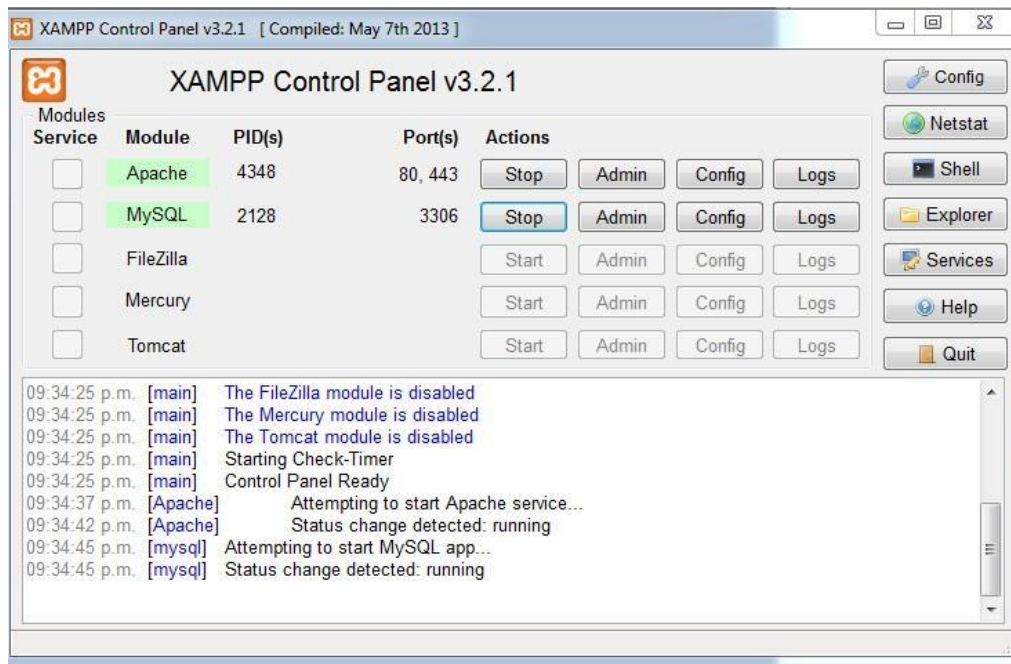 XAMPP Control Panel v3.2.1 [ Compiled: May 7th 2013 ]
XAMPP Control Panel v3.2.1
Config
Modules
Service Module PID(s) Port(s) Actions
Netstat
Apache 4348 80, 443 Stop Admin Config Logs
Shell
MySQL 2128 3306 Stop Admin Config Logs
Explorer
FileZilla Start Admin Config Logs
Services
Mercury Start Admin Config Logs
Help
Tomcat Start Admin Config Logs
Quit
09:34:25 p.m. [main] The FileZilla module is disabled
09:34:25 p.m. [main] The Mercury module is disabled
09:34:25 p.m. [main] The Tomcat module is disabled
09:34:25 p.m. [main] Starting Check-Timer
09:34:25 p.m. [main] Control Panel Ready
09:34:37 p.m. [Apache] Attempting to start Apache service...
09:34:42 p.m. [Apache] Status change detected: running
09:34:45 p.m. [mysql] Attempting to start MySQL app...
09:34:45 p.m. [mysql] Status change detected: running